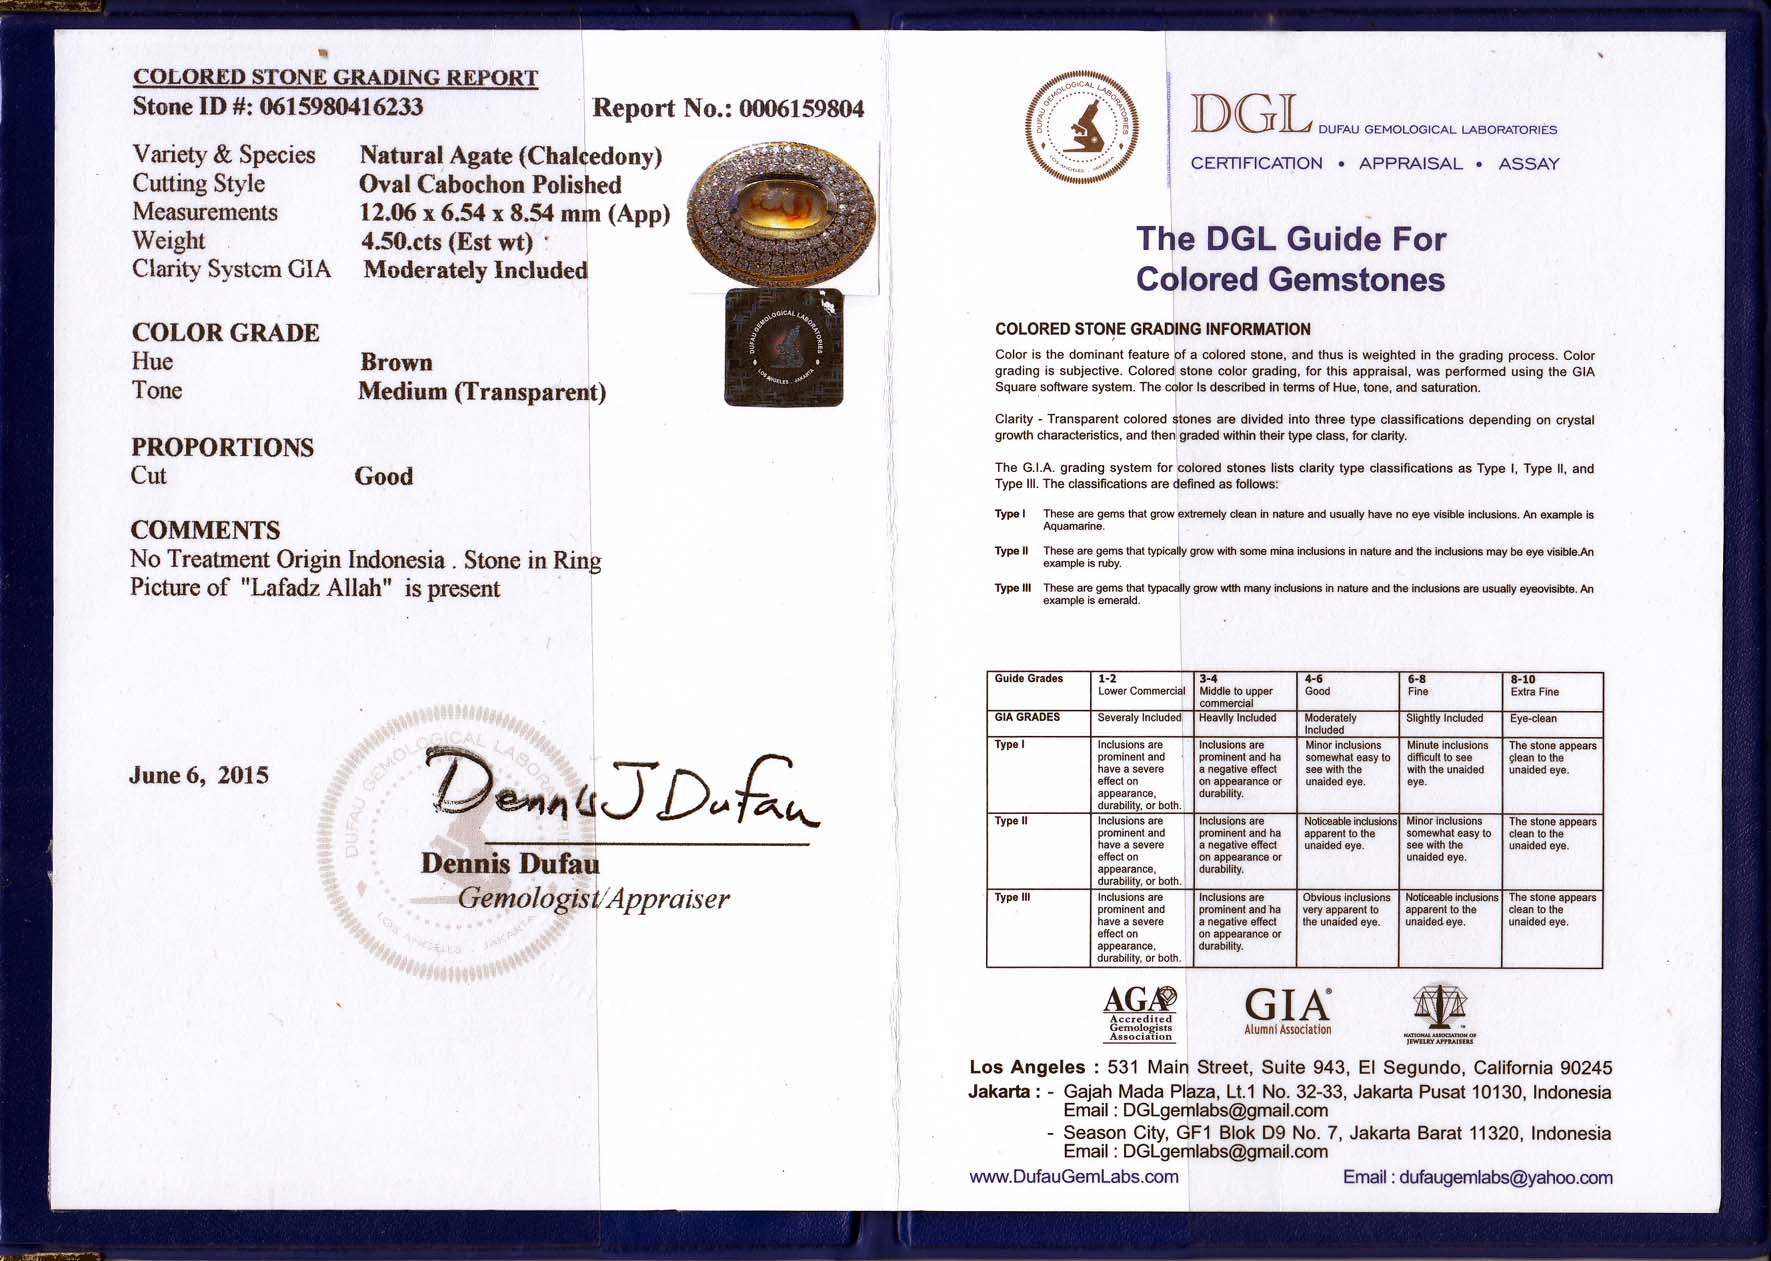 COLORED STONE GRADING REPORT
Stone ID #: 0615980416233
Report No.: 0006159804
Variety & Species Natural Agate (Chalcedony)
Cutting Style Oval Cabochon Polished
Measurements 12.06 x 6.54 x 8.54 mm (App)
Weight 4.50.cts (Est wt)
Clarity System GIA Moderately Included
COLOR GRADE
Hue Brown
Tone Medium (Transparent)
PROPORTIONS
Cut Good
COMMENTS
No Treatment Origin Indonesia . Stone in Ring
Picture of "Lafadz Allah" is present
DUFAU GEMOLOGICAL LABORATORIES
LOS ANGELES . JAKARTA
June 6, 2015
Dennis J Dufau
Dennis Dufau
Gemologist/Appraiser
DUFAU GEMOLOGICAL LABORATORIES
LOS ANGELES . JAKARTA
DUFAU GEMOLOGICAL LABORATORIES
LOS ANGELES . JAKARTA
DGL DUFAU GEMOLOGICAL LABORATORIES
CERTIFICATION • APPRAISAL • ASSAY
The DGL Guide For
Colored Gemstones
COLORED STONE GRADING INFORMATION
Color is the dominant feature of a colored stone, and thus is weighted in the grading process. Color
grading is subjective. Colored stone color grading, for this appraisal, was performed using the GIA
Square software system. The color Is described in terms of Hue, tone, and saturation.
Clarity - Transparent colored stones are divided into three type classifications depending on crystal
growth characteristics, and then graded within their type class, for clarity.
The G.I.A. grading system for colored stones lists clarity type classifications as Type I, Type II, and
Type III. The classifications are defined as follows:
Type I These are gems that grow extremely clean in nature and usually have no eye visible inclusions. An example is
Aquamarine.
Type II These are gems that typically grow with some mina inclusions in nature and the inclusions may be eye visible.An
example is ruby.
Type III These are gems that typacally grow wtth many inclusions in nature and the inclusions are usually eyeovisibte. An
example is emerald.
Guide Grades 1-2 3-4 4-6 6-8 8-10
Lower Commercial Middle to upper Good Fine Extra Fine
commercial
GIA GRADES Severaly Included Heavlly Included Moderately Slightly Included Eye-clean
Included
Type I Inclusions are Inclusions are Minor inclusions Minute inclusions The stone appears
prominent and prominent and ha somewhat easy to difficult to see clean to the
have a severe a negative effect see with the with the unaided unaided eye.
effect on on appearance or unaided eye. eye.
appearance, durability.
durability, or both.
Type II Inclusions are Inclusions are Noticeable inclusions Minor inclusions The stone appears
prominent and prominent and ha apparent to the somewhat easy to clean to the
have a severe a negative effect unaided eye. see with the unaided eye.
effect on on appearance or unaided eye.
appearance, durability.
durability, or both.
Type III Inclusions are Inclusions are Obvious inclusions Noticeable inclusions The stone appears
prominent and prominent and ha very apparent to apparent to the clean to the
have a severe a negative effect the unaided eye. unaided eye. unaided eye.
effect on on appearance or
appearance, durability.
durability, or both.
AGA
Accredited
Gemologists
Association
GIA®
Alumni Association
NATIONAL ASSOCIATION OF
JEWELRY APPRAISERS
Los Angeles : 531 Main Street, Suite 943, El Segundo, California 90245
Jakarta : - Gajah Mada Plaza, Lt.1 No. 32-33, Jakarta Pusat 10130, Indonesia
Email : DGLgemlabs@gmail.com
- Season City, GF1 Blok D9 No. 7, Jakarta Barat 11320, Indonesia
Email : DGLgemlabs@gmail.com
www.DufauGemLabs.com Email : dufaugemlabs@yahoo.com